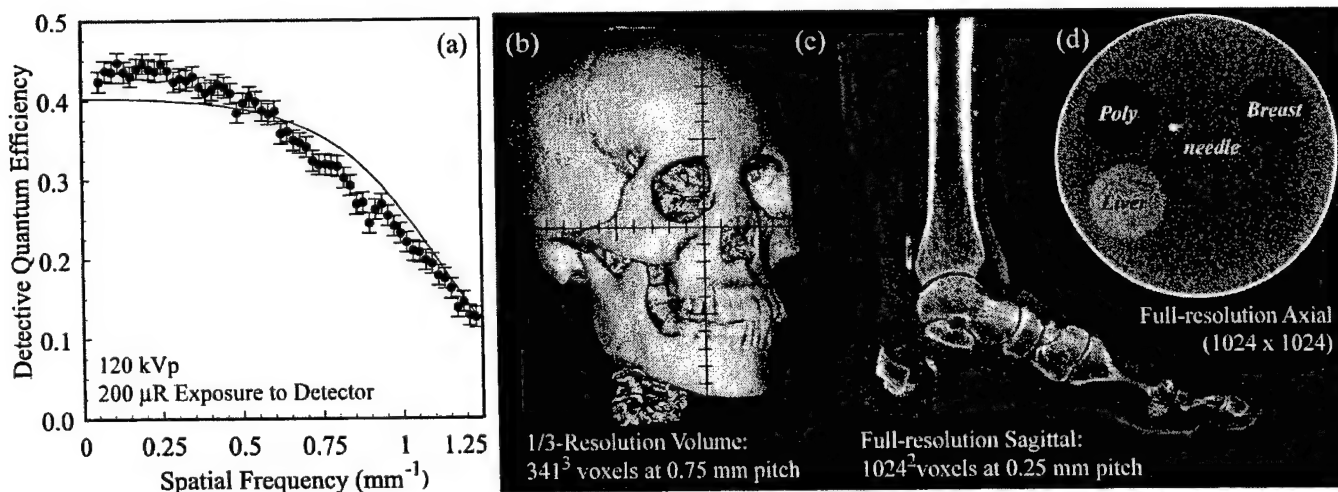 Detective Quantum Efficiency
0.5
0.4
0.3
0.2
0.1
0.0
(a)
120 kVp
200 μR Exposure to Detector
0
0.25
0.5
0.75
1
1.25
Spatial Frequency (mm⁻¹)
(b)
1/3-Resolution Volume:
341³ voxels at 0.75 mm pitch
(c)
Full-resolution Sagittal:
1024² voxels at 0.25 mm pitch
(d)
Poly
Breast
needle
Liver
Full-resolution Axial
(1024 x 1024)